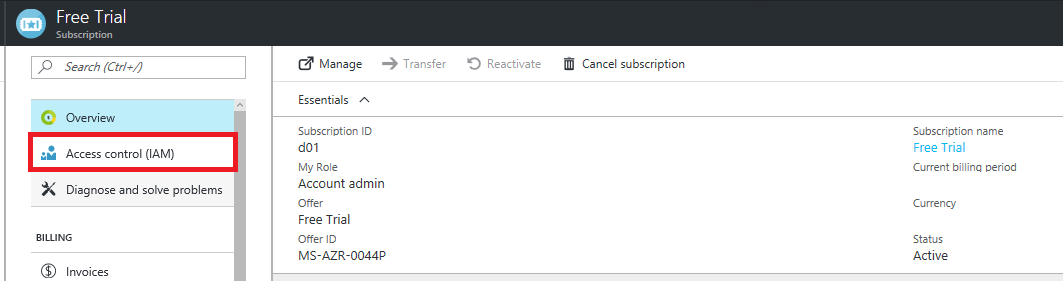 Free Trial
Subscription
Search (Ctrl+/)
Overview
Access control (IAM)
Diagnose and solve problems
BILLING
Invoices
Manage
Transfer
Reactivate
Cancel subscription
Essentials
Subscription ID
d01
My Role
Account admin
Offer
Free Trial
Offer ID
MS-AZR-0044P
Subscription name
Free Trial
Current billing period
Currency
Status
Active